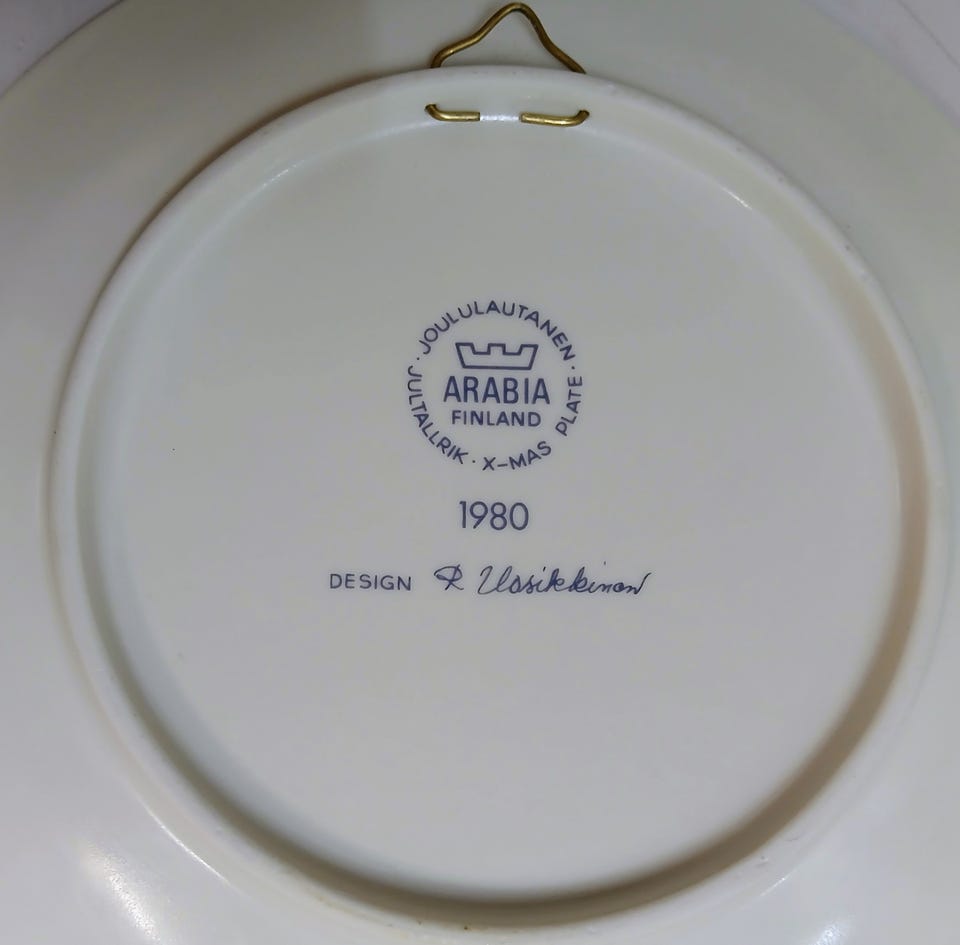 · JOULULAUTANEN ·
JULTALLRIK · X-MAS PLATE
ARABIA
FINLAND
1980
DESIGN R Uosikkinen